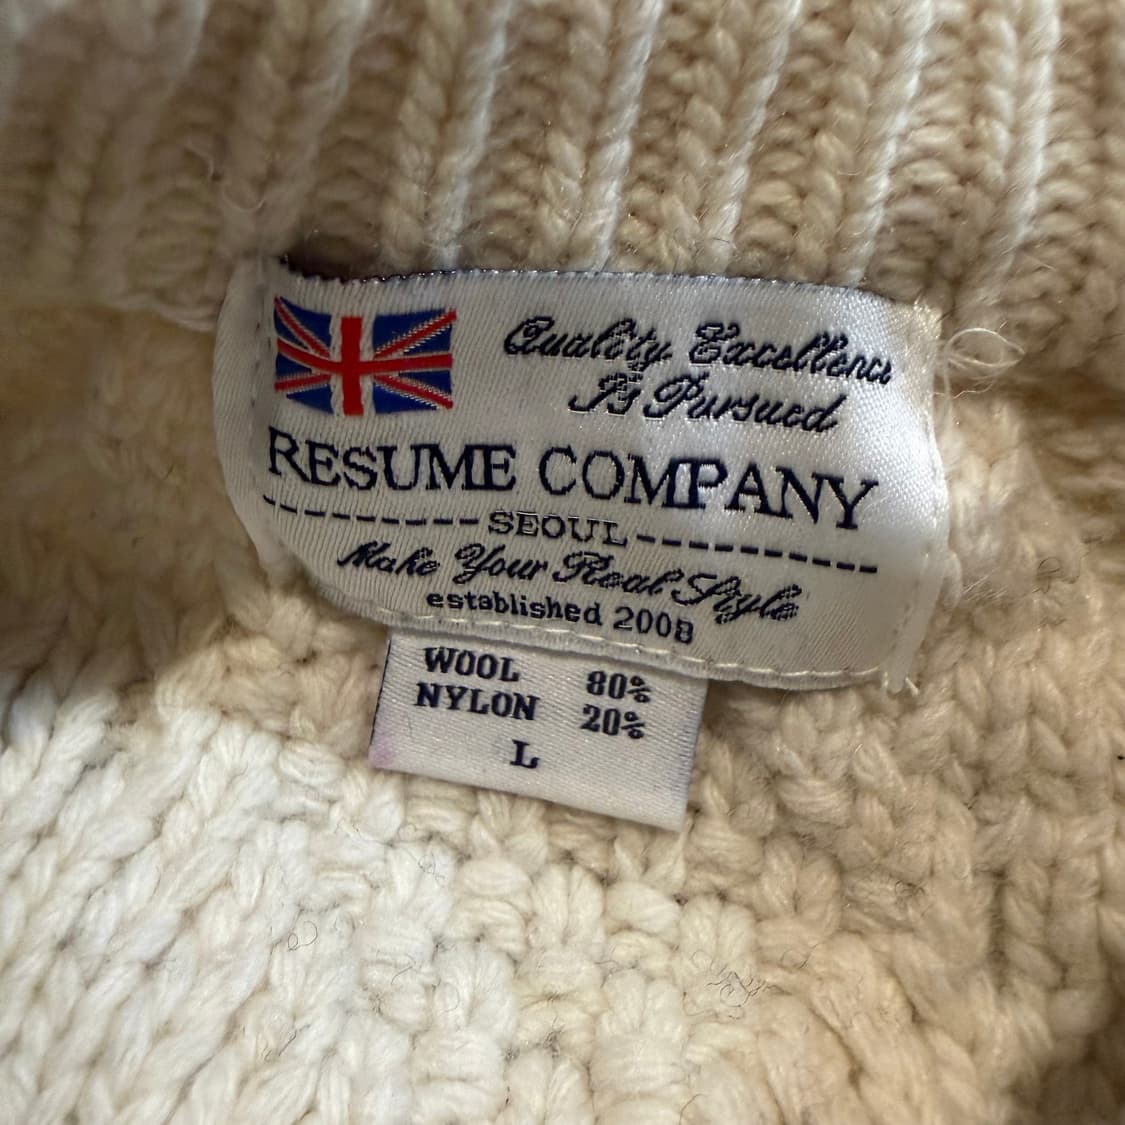 Quality Excellence
Is Pursued
RESUME COMPANY
SEOUL
Make Your Real Style
established 2008
WOOL 80%
NYLON 20%
L